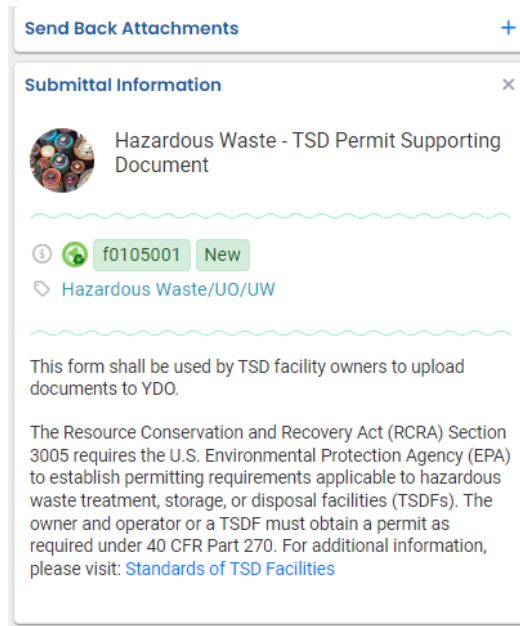 Send Back Attachments
Submittal Information
Hazardous Waste - TSD Permit Supporting
Document
f0105001 New
Hazardous Waste/UO/UW
This form shall be used by TSD facility owners to upload
documents to YDO.
The Resource Conservation and Recovery Act (RCRA) Section
3005 requires the U.S. Environmental Protection Agency (EPA)
to establish permitting requirements applicable to hazardous
waste treatment, storage, or disposal facilities (TSDFs). The
owner and operator or a TSDF must obtain a permit as
required under 40 CFR Part 270. For additional information,
please visit: Standards of TSD Facilities